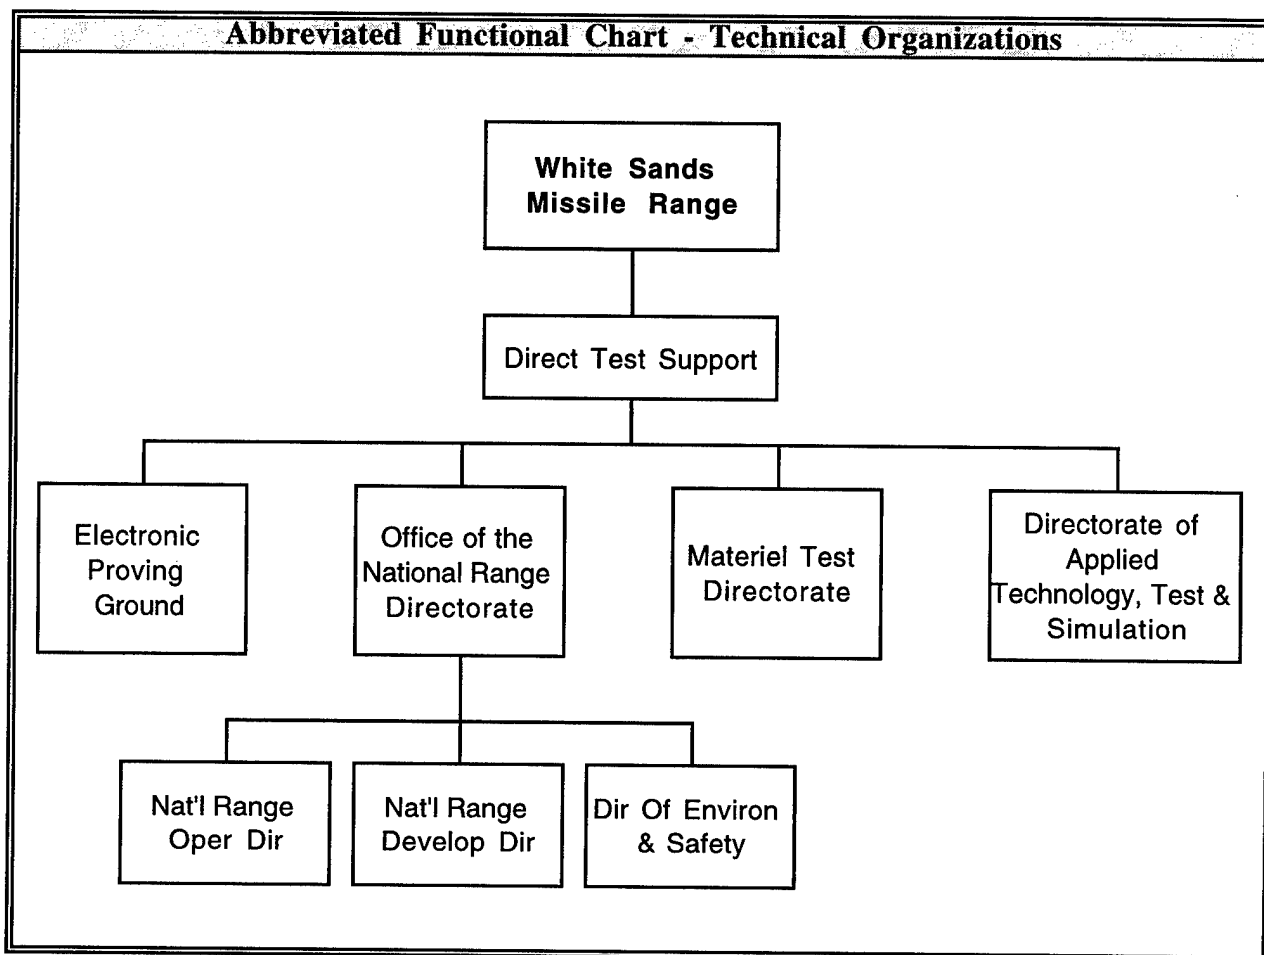 Abbreviated Functional Chart - Technical Organizations
White Sands
Missile Range
Direct Test Support
Electronic
Proving
Ground
Office of the
National Range
Directorate
Materiel Test
Directorate
Directorate of
Applied
Technology, Test &
Simulation
Nat'l Range
Oper Dir
Nat'l Range
Develop Dir
Dir Of Environ
& Safety